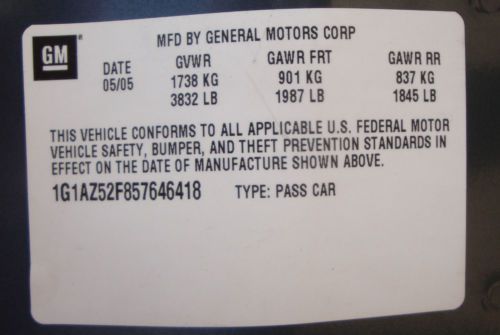 GM ® MFD BY GENERAL MOTORS CORP
DATE GVWR GAWR FRT GAWR RR
05/05 1738 KG 901 KG 837 KG
3832 LB 1987 LB 1845 LB
THIS VEHICLE CONFORMS TO ALL APPLICABLE U.S. FEDERAL MOTOR
VEHICLE SAFETY, BUMPER, AND THEFT PREVENTION STANDARDS IN
EFFECT ON THE DATE OF MANUFACTURE SHOWN ABOVE.
1G1AZ52F857646418 TYPE: PASS CAR